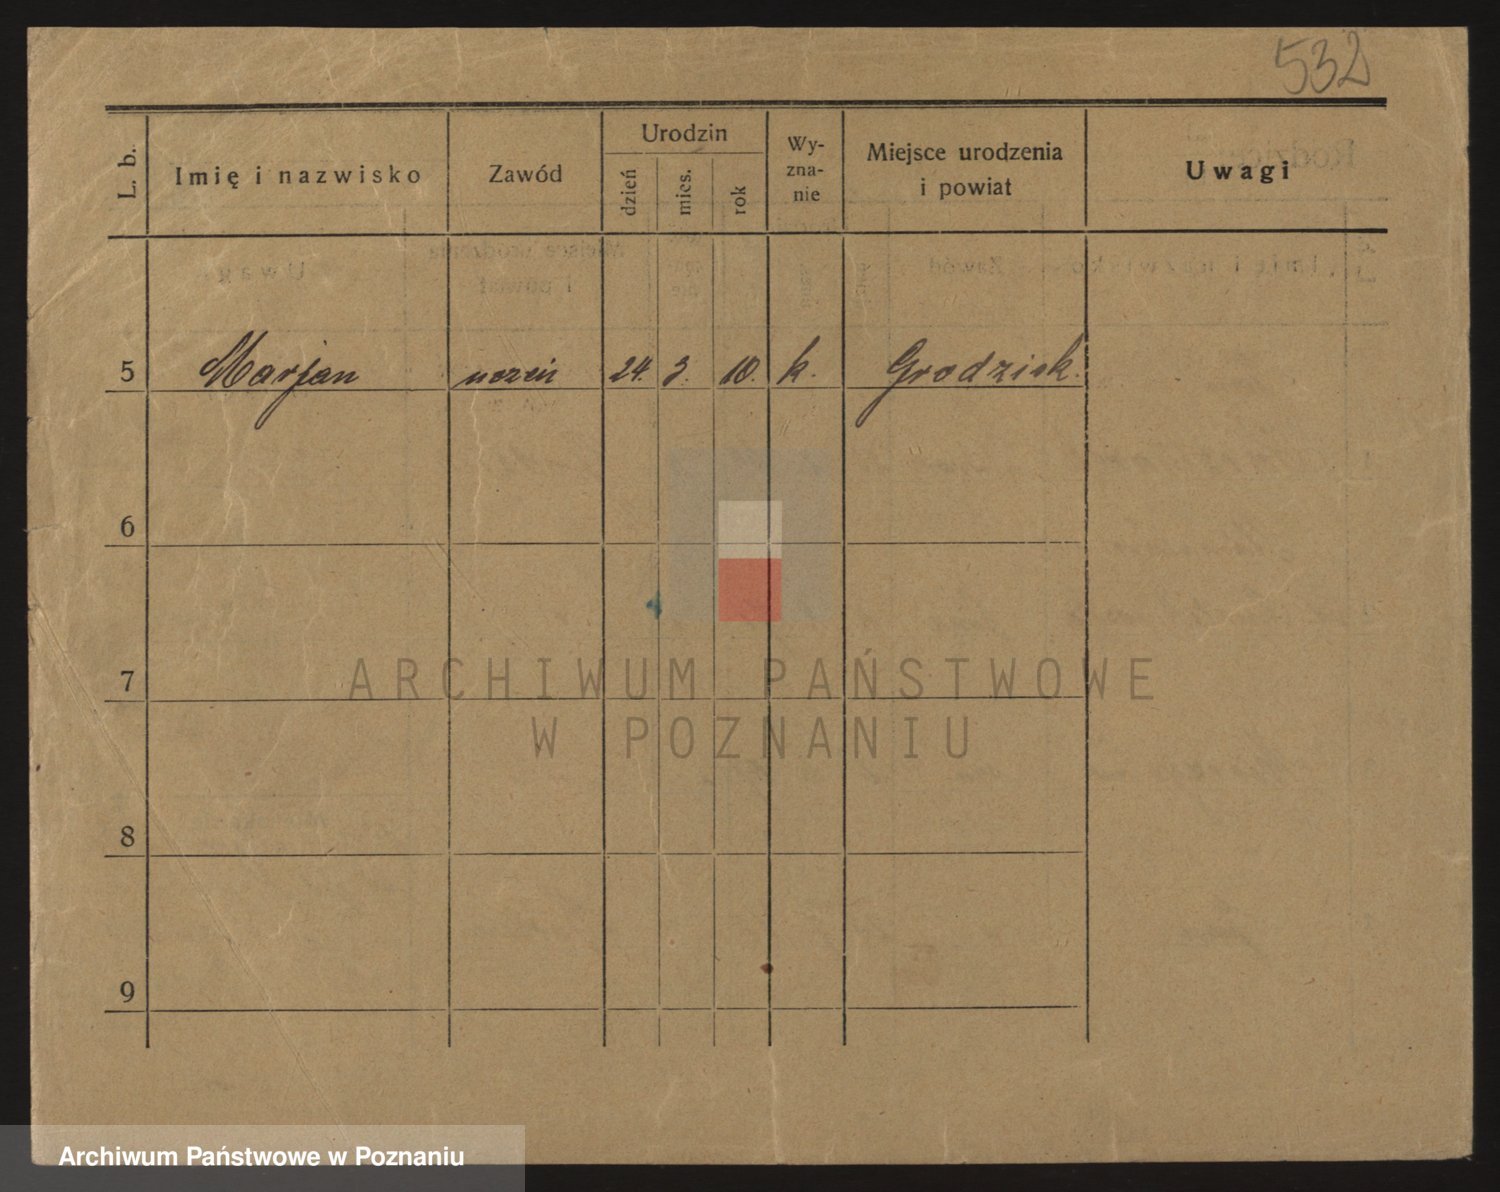 532
L. b. Imię i nazwisko Zawód Urodzin dzień mies. rok Wy-zna-nie Miejsce urodzenia i powiat Uwagi
5 Marjan uczeń 24. 3. 10. k. Grodzisk.
6
7
8
9
ARCHIWUM PAŃSTWOWE
W POZNANIU
Archiwum Państwowe w Poznaniu